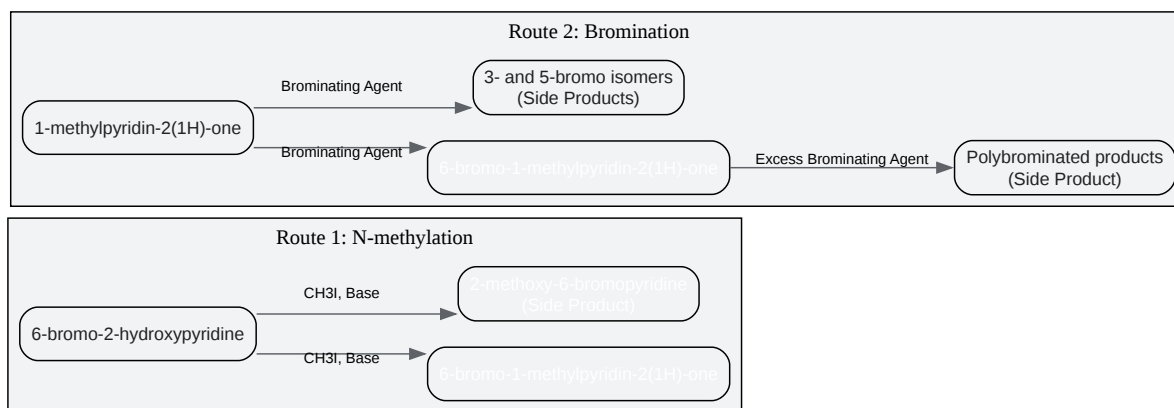 Route 2: Bromination
1-methylpyridin-2(1H)-one
Brominating Agent
Brominating Agent
3- and 5-bromo isomers
(Side Products)
6-bromo-1-methylpyridin-2(1H)-one
Excess Brominating Agent
Polybrominated products
(Side Product)
Route 1: N-methylation
6-bromo-2-hydroxypyridine
CH3I, Base
CH3I, Base
2-methoxy-6-bromopyridine
(Side Product)
6-bromo-1-methylpyridin-2(1H)-one